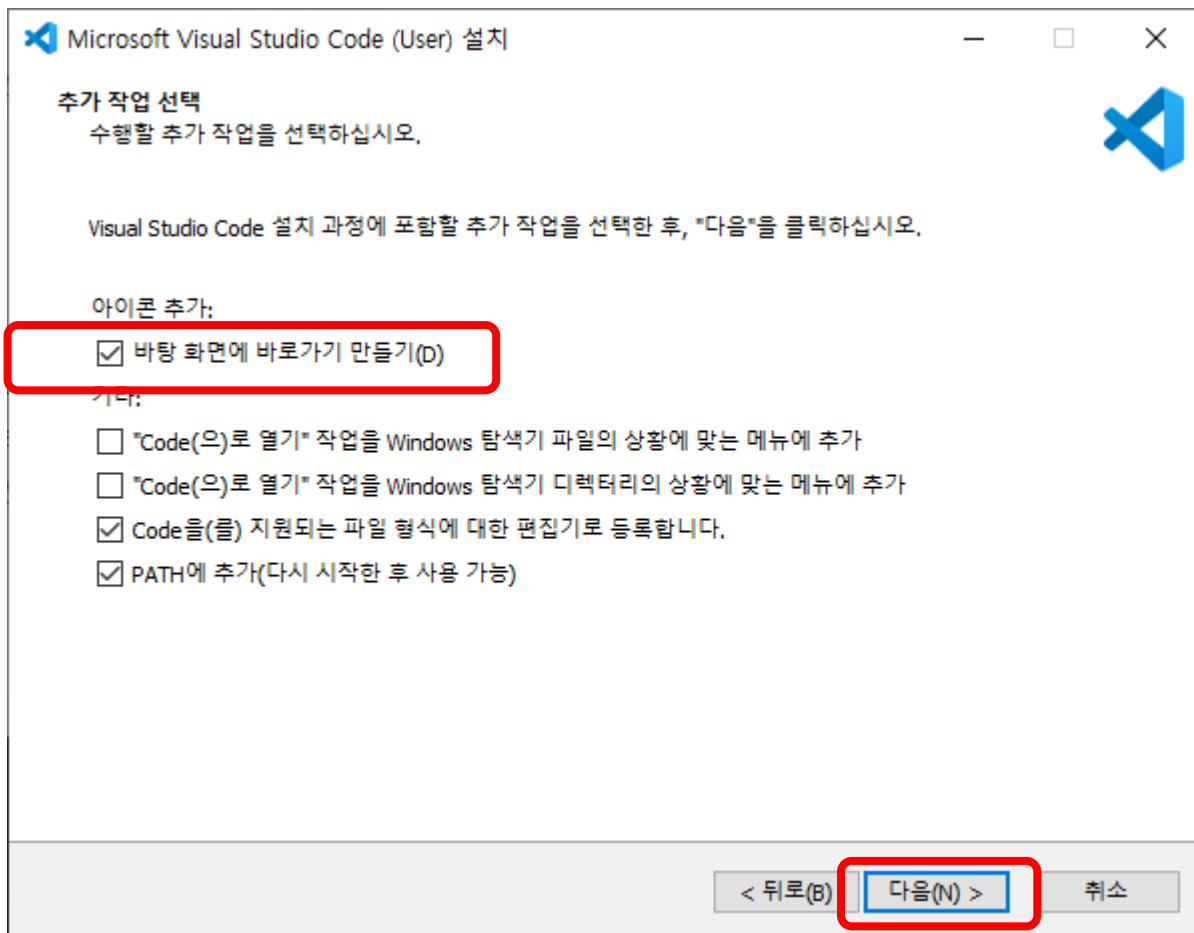 Microsoft Visual Studio Code (User) 설치
추가 작업 선택
수행할 추가 작업을 선택하십시오.
Visual Studio Code 설치 과정에 포함할 추가 작업을 선택한 후, "다음"을 클릭하십시오.
아이콘 추가:
바탕 화면에 바로가기 만들기(D)
기타:
"Code(으)로 열기" 작업을 Windows 탐색기 파일의 상황에 맞는 메뉴에 추가
"Code(으)로 열기" 작업을 Windows 탐색기 디렉터리의 상황에 맞는 메뉴에 추가
Code을(를) 지원되는 파일 형식에 대한 편집기로 등록합니다.
PATH에 추가(다시 시작한 후 사용 가능)
< 뒤로(B) 다음(N) > 취소